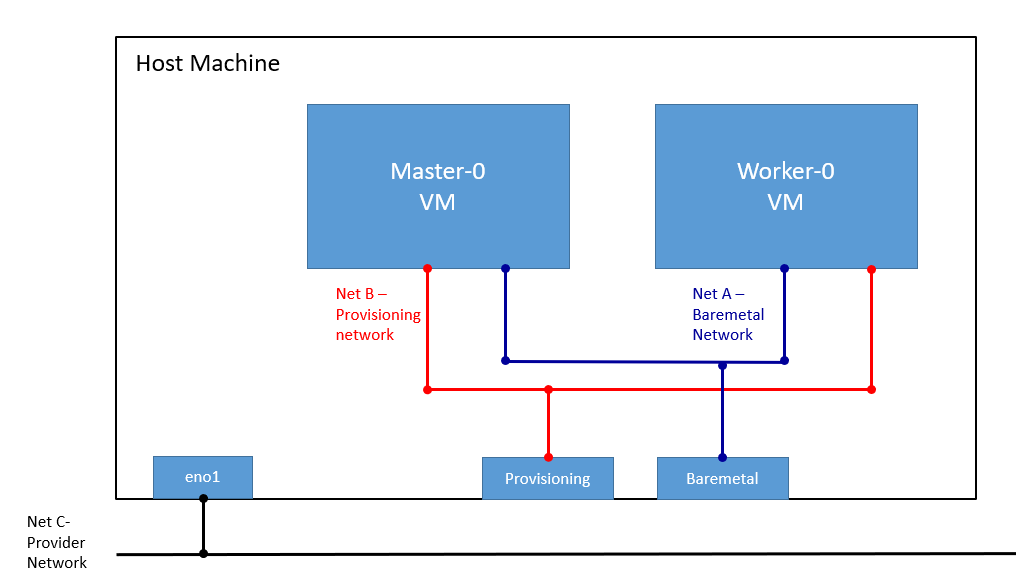 Host Machine
Master-0
VM
Worker-0
VM
Net B –
Provisioning
network
Net A –
Baremetal
Network
eno1
Provisioning
Baremetal
Net C-
Provider
Network